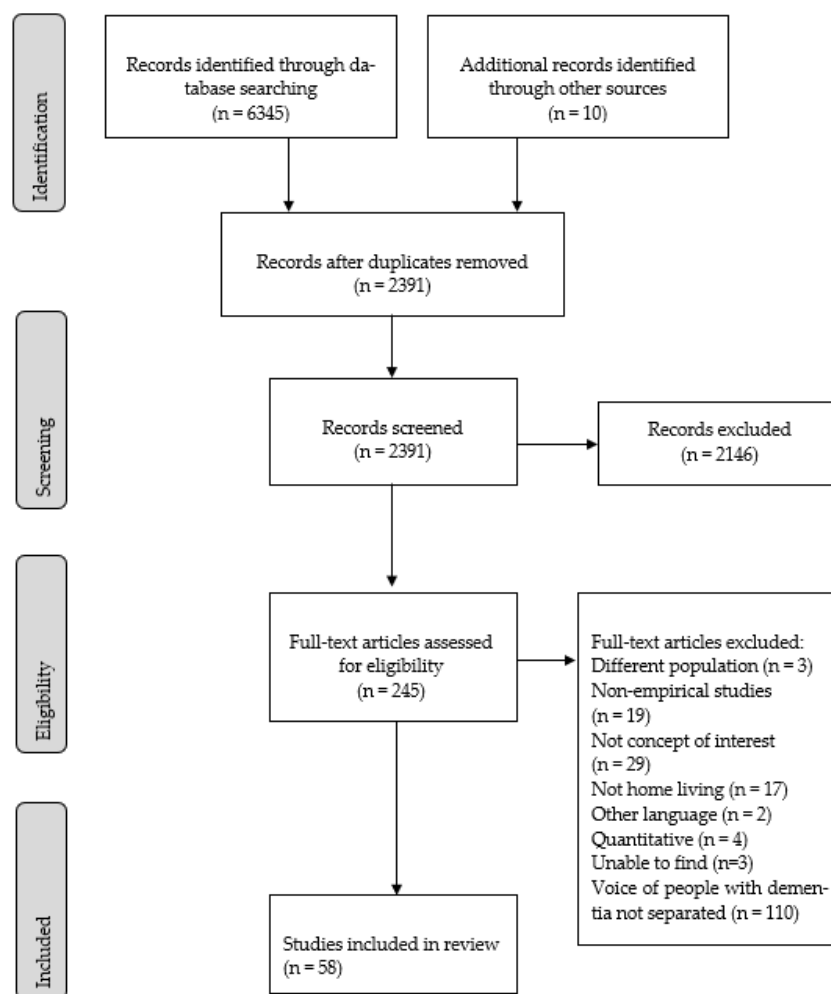 Identification
Records identified through da-
tabase searching
(n = 6345)
Additional records identified
through other sources
(n = 10)
Records after duplicates removed
(n = 2391)
Screening
Records screened
(n = 2391)
Records excluded
(n = 2146)
Eligibility
Full-text articles assessed
for eligibility
(n = 245)
Full-text articles excluded:
Different population (n = 3)
Non-empirical studies
(n = 19)
Not concept of interest
(n = 29)
Not home living (n = 17)
Other language (n = 2)
Quantitative (n = 4)
Unable to find (n=3)
Voice of people with demen-
tia not separated (n = 110)
Included
Studies included in review
(n = 58)